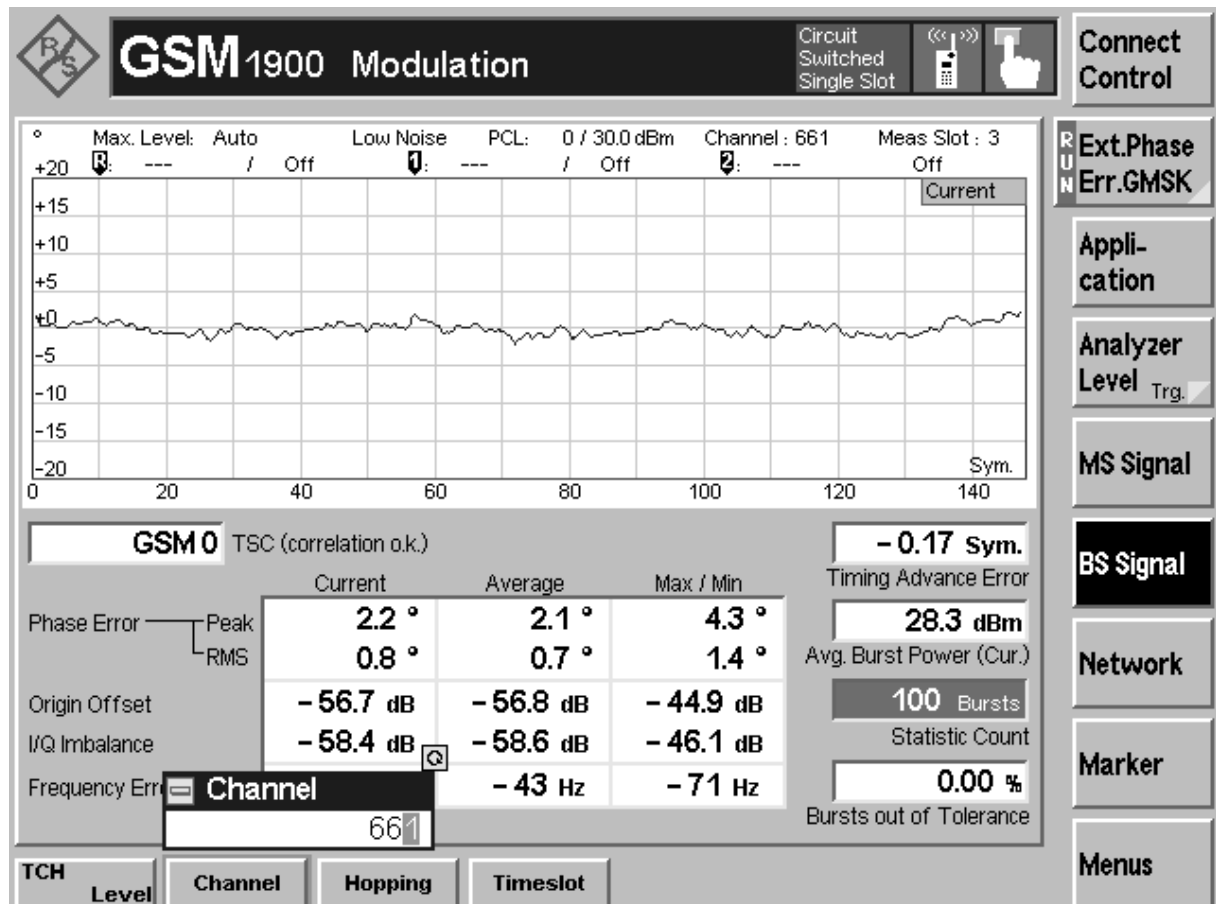 R/S
GSM 1900 Modulation
Circuit
Switched
Single Slot
Connect
Control
° Max. Level: Auto Low Noise PCL: 0 / 30.0 dBm Channel : 661 Meas Slot : 3
R: --- / Off 1: --- / Off 2: --- Off
Current
+20
+15
+10
+5
+0
-5
-10
-15
-20
Sym.
0 20 40 60 80 100 120 140
GSM 0 TSC (correlation o.k.)
Current Average Max / Min
Phase Error Peak 2.2 ° 2.1 ° 4.3 °
RMS 0.8 ° 0.7 ° 1.4 °
Origin Offset - 56.7 dB - 56.8 dB - 44.9 dB
I/Q Imbalance - 58.4 dB - 58.6 dB - 46.1 dB
Frequency Err - 43 Hz - 71 Hz
- 0.17 Sym.
Timing Advance Error
28.3 dBm
Avg. Burst Power (Cur.)
100 Bursts
Statistic Count
0.00 %
Bursts out of Tolerance
Channel
661
TCH
Level
Channel
Hopping
Timeslot
RUN
Ext.Phase
Err.GMSK
Appli-
cation
Analyzer
Level Trg.
MS Signal
BS Signal
Network
Marker
Menus